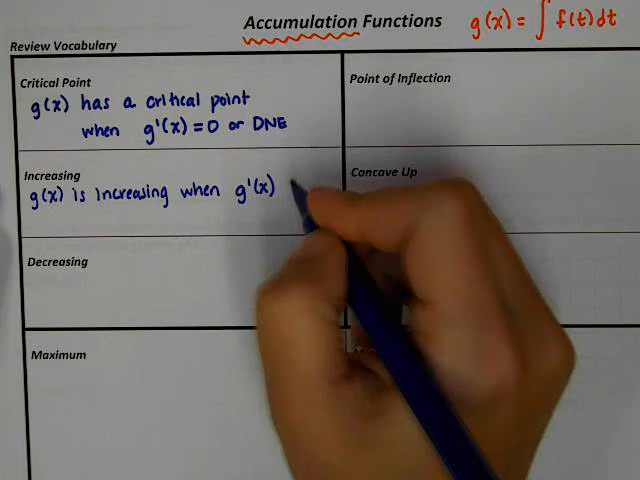 Accumulation Functions g(x) = ∫ f(t) dt
Review Vocabulary
Critical Point
g(x) has a critical point
when g'(x) = 0 or DNE
Point of Inflection
Increasing
g(x) is increasing when g'(x)
Concave Up
Decreasing
Maximum